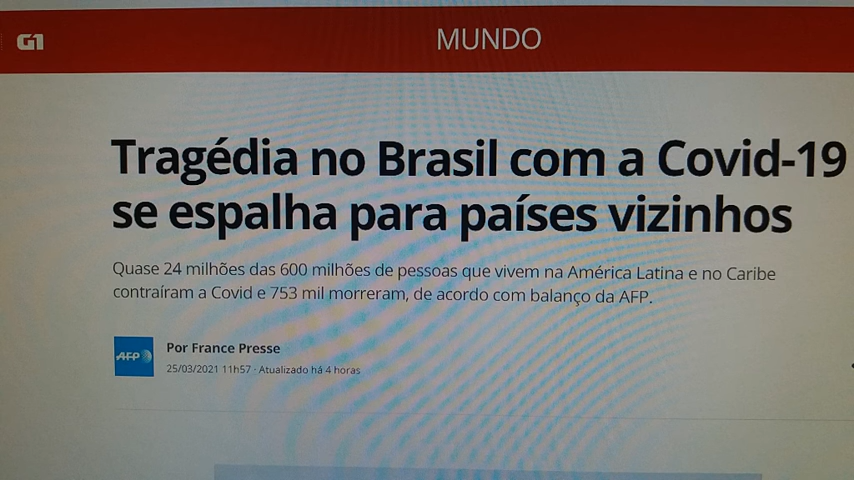 G1
MUNDO
Tragédia no Brasil com a Covid-19
se espalha para países vizinhos
Quase 24 milhões das 600 milhões de pessoas que vivem na América Latina e no Caribe
contraíram a Covid e 753 mil morreram, de acordo com balanço da AFP.
AFP
Por France Presse
25/03/2021 11h57 · Atualizado há 4 horas